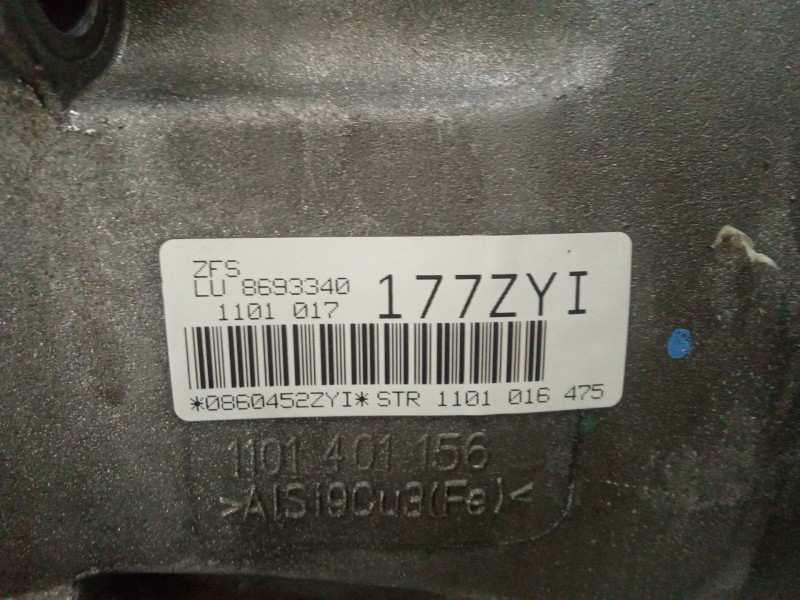 ZFS
LU 8693340
1101 017
177ZYI
*0860452ZYI* STR 1101 016 475
1101 401 156
>AlSi9Cu3(Fe)<